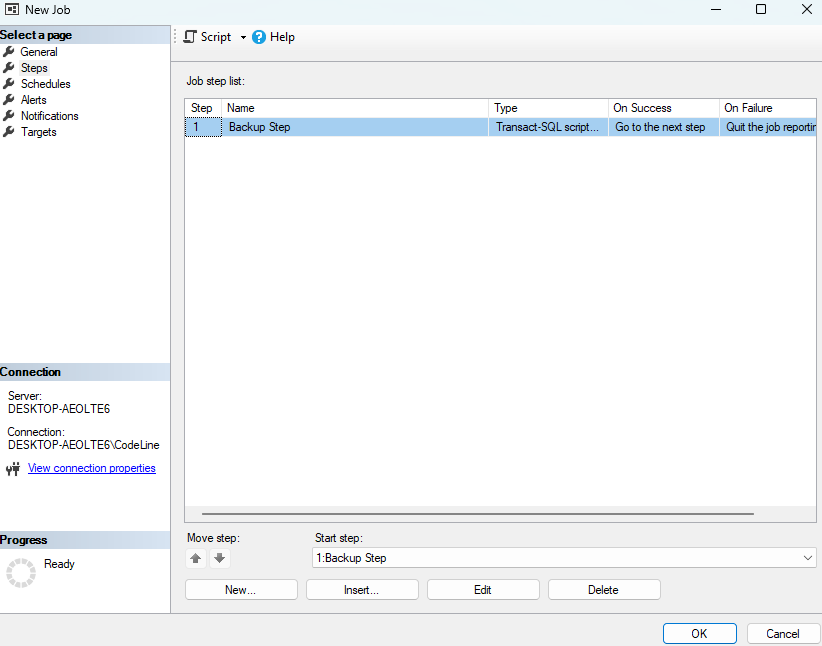 New Job
Select a page
General
Steps
Schedules
Alerts
Notifications
Targets
Script
Help
Job step list:
Step Name Type On Success On Failure
1 Backup Step Transact-SQL script... Go to the next step Quit the job reportin
Connection
Server:
DESKTOP-AEOLTE6
Connection:
DESKTOP-AEOLTE6\CodeLine
View connection properties
Progress
Ready
Move step: Start step:
1:Backup Step
New... Insert... Edit Delete
OK Cancel